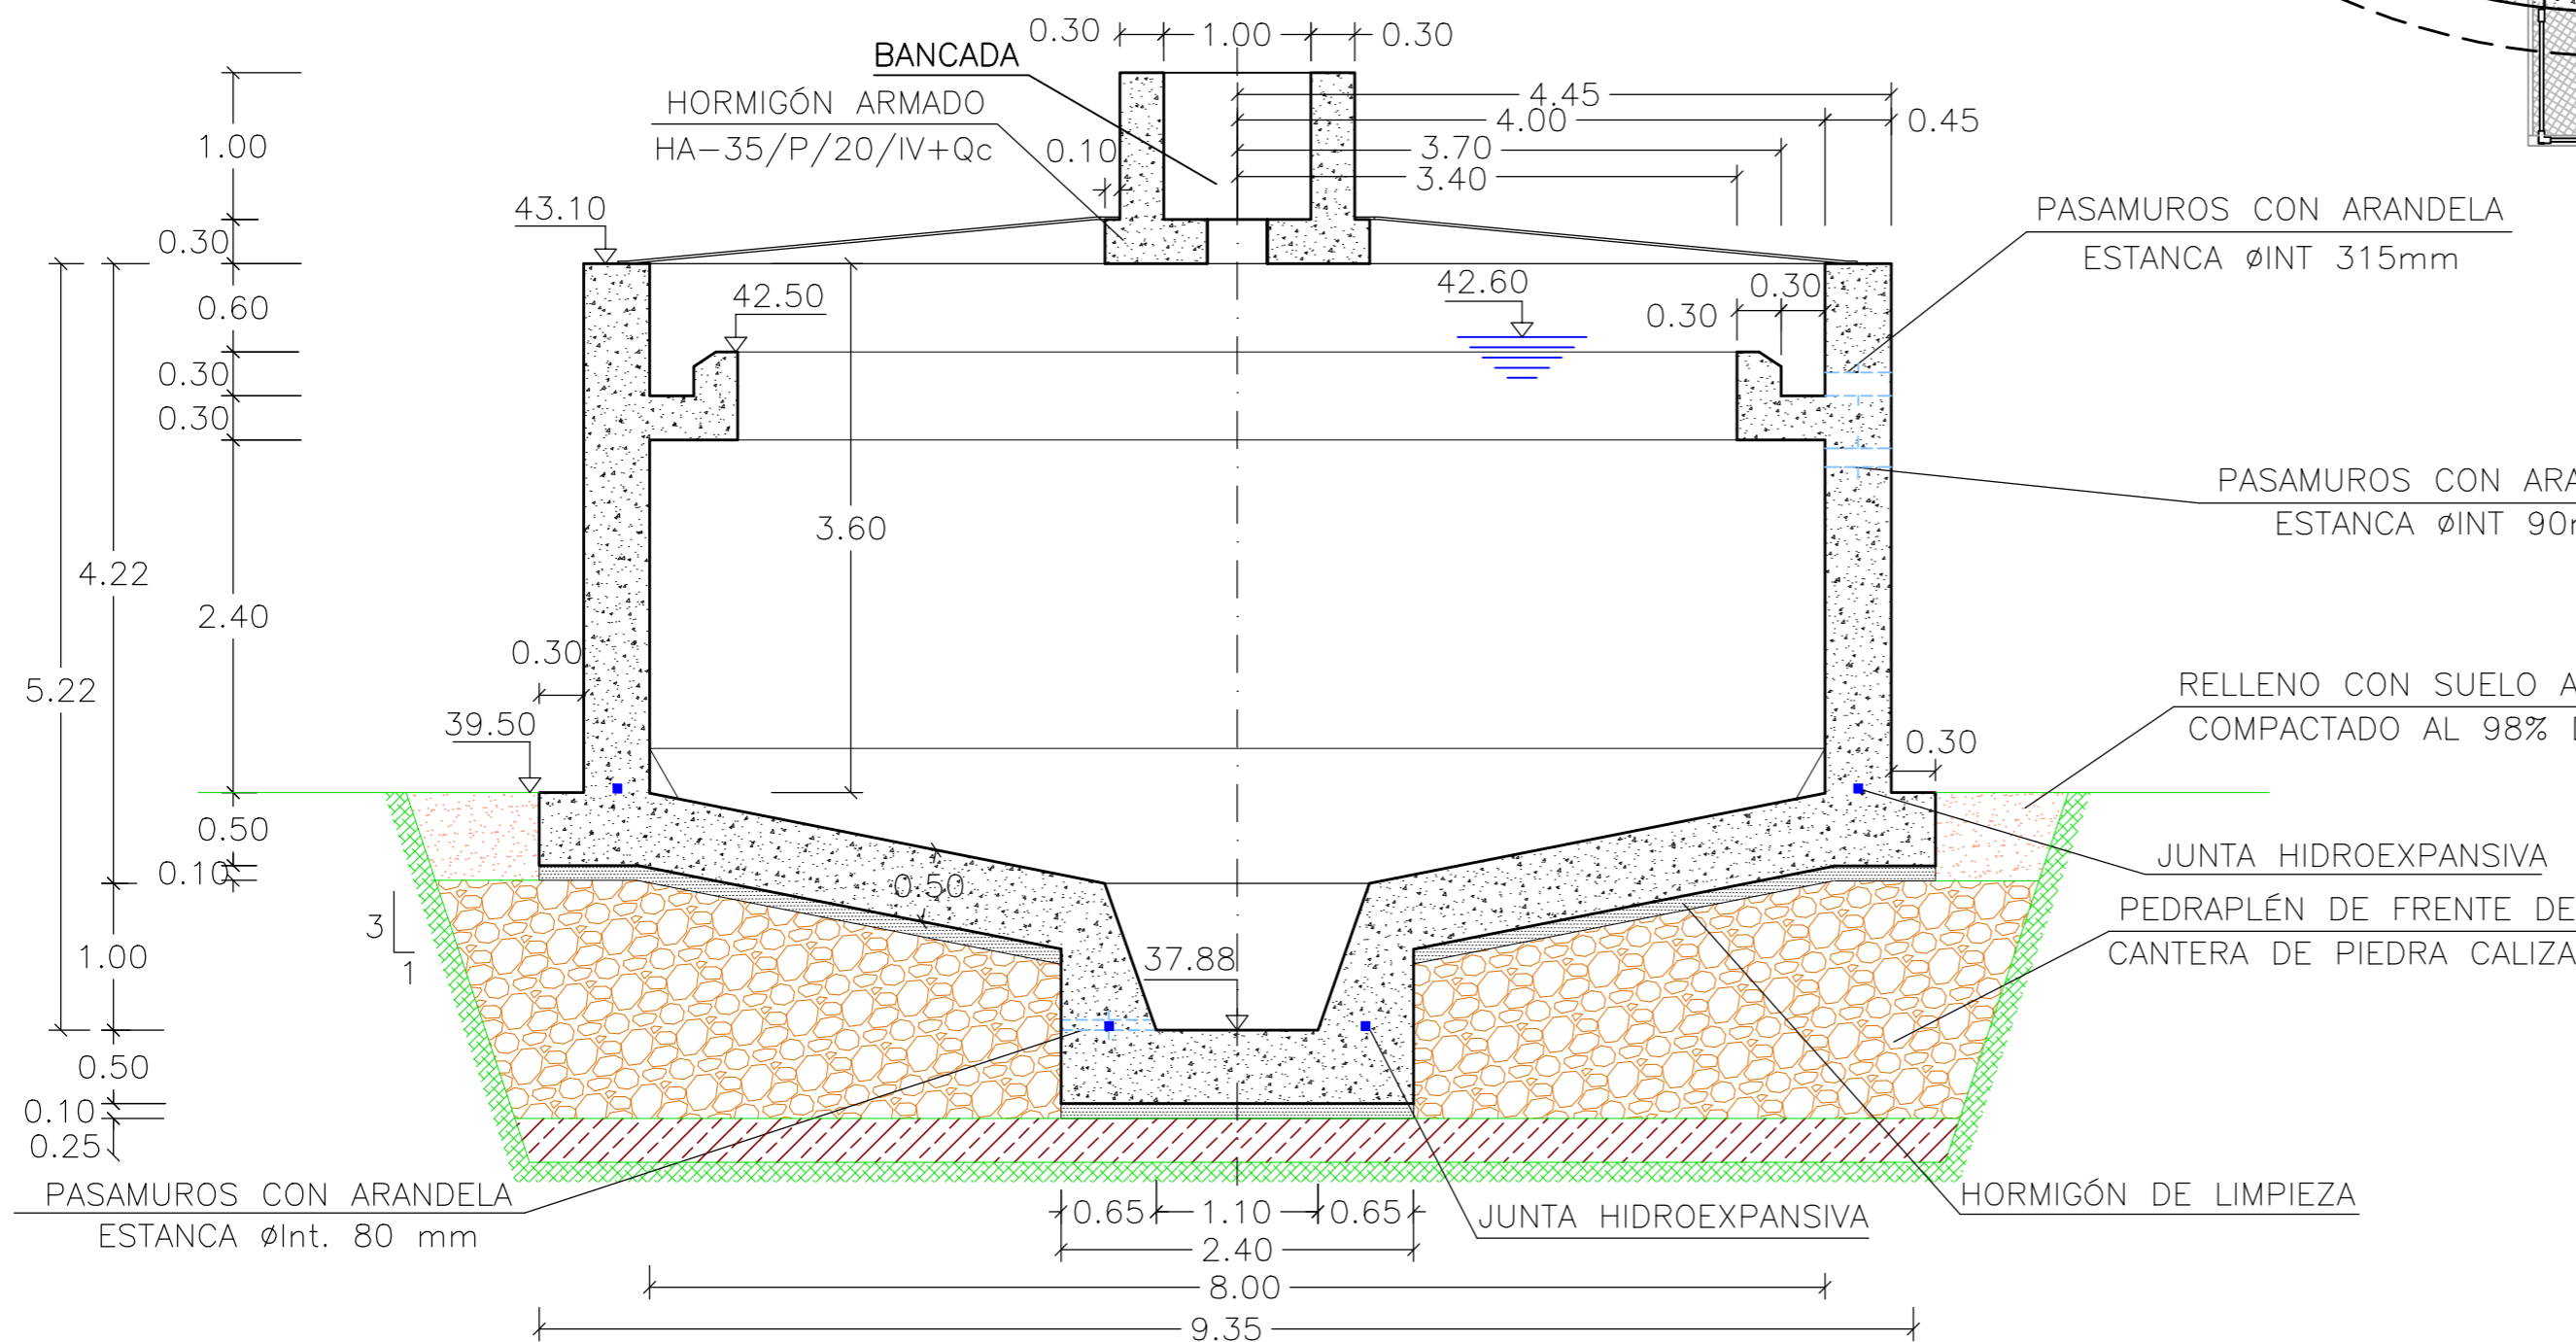 0.30
1.00
0.30
BANCADA
HORMIGÓN ARMADO
HA-35/P/20/IV+Qc
4.45
4.00
0.45
3.70
3.40
0.10
1.00
43.10
0.30
PASAMUROS CON ARANDELA
ESTANCA øINT 315mm
42.50
42.60
0.30
0.30
0.60
0.30
0.30
3.60
PASAMUROS CON ARA
ESTANCA øINT 90
4.22
2.40
5.22
0.30
39.50
RELLENO CON SUELO A
COMPACTADO AL 98%
0.30
0.50
0.10
0.50
JUNTA HIDROEXPANSIVA
3
1
PEDRAPLÉN DE FRENTE DE
CANTERA DE PIEDRA CALIZA
1.00
37.88
0.50
0.10
0.25
PASAMUROS CON ARANDELA
ESTANCA øInt. 80 mm
0.65
1.10
0.65
JUNTA HIDROEXPANSIVA
HORMIGÓN DE LIMPIEZA
2.40
8.00
9.35